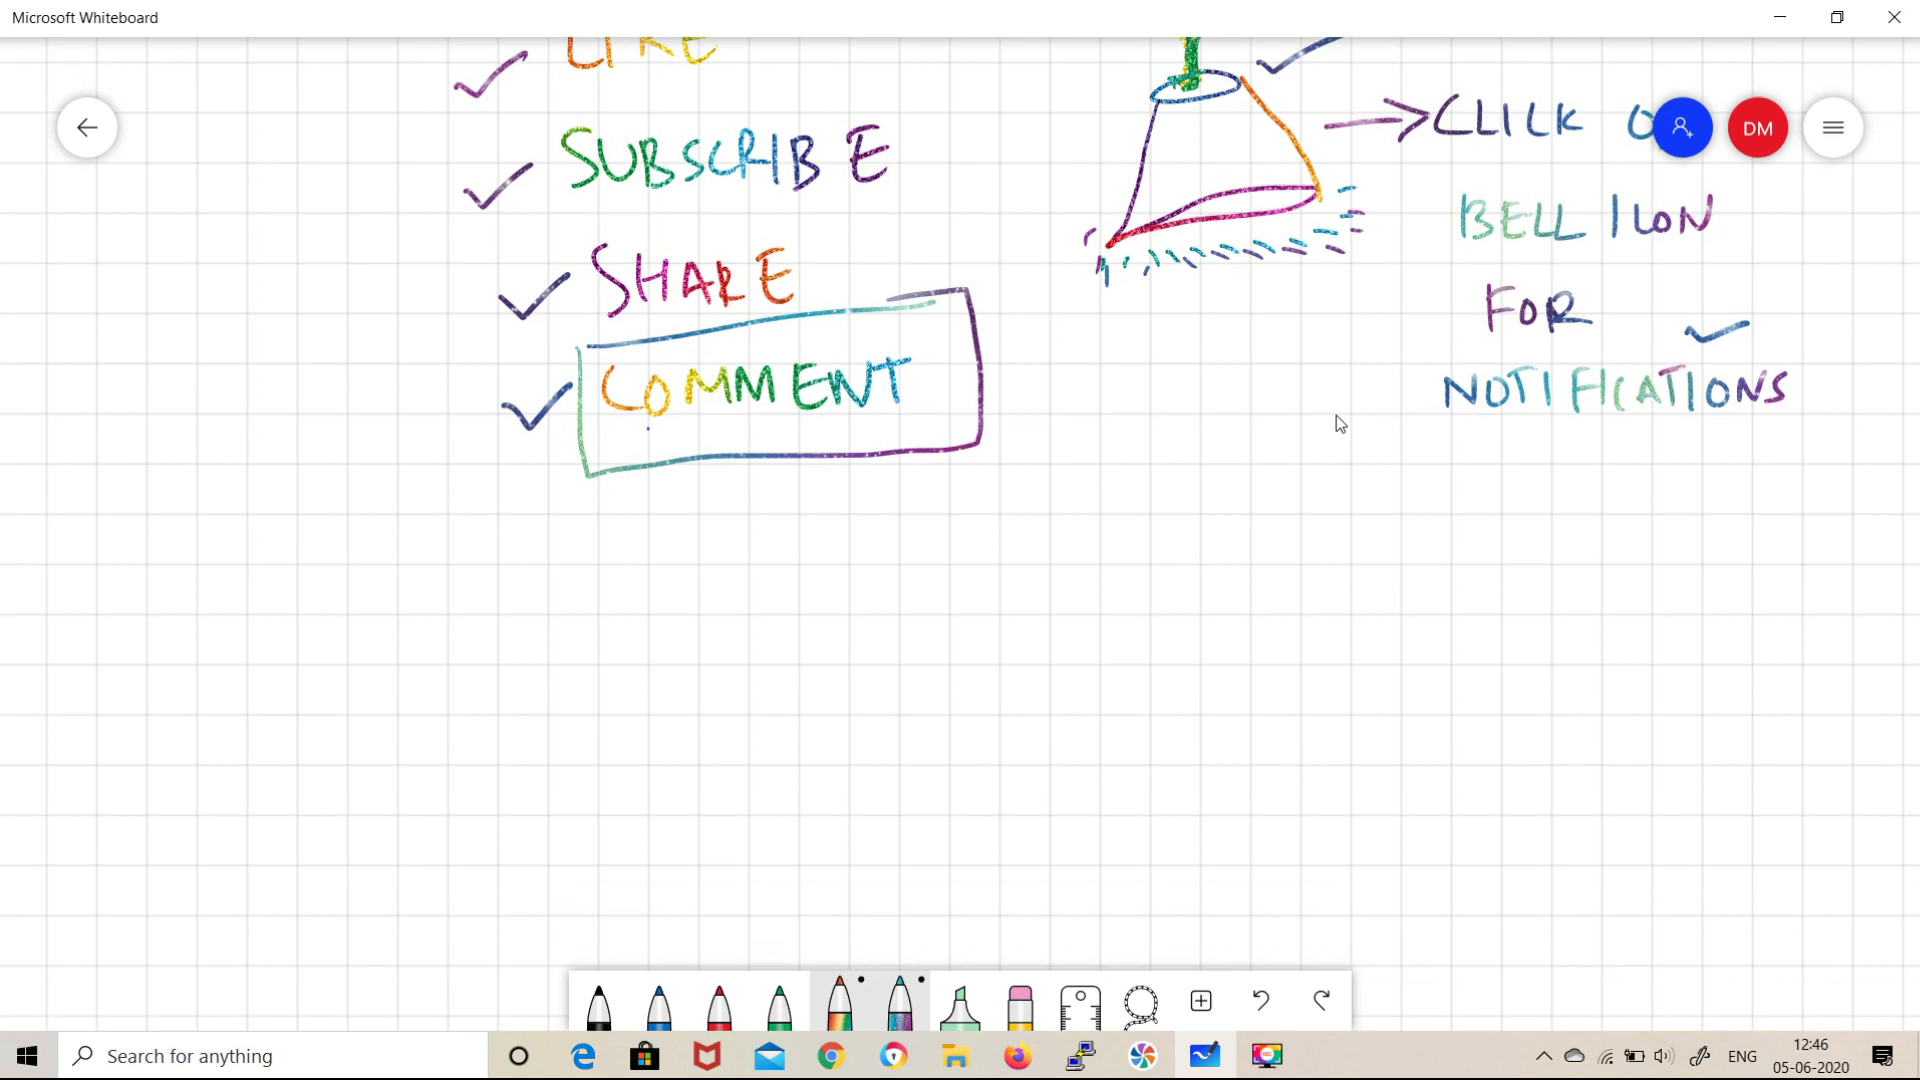 Microsoft Whiteboard
LIKE
SUBSCRIBE
SHARE
COMMENT
CLICK O
BELL ICON
FOR
NOTIFICATIONS
DM
Search for anything
ENG
12:46
05-06-2020